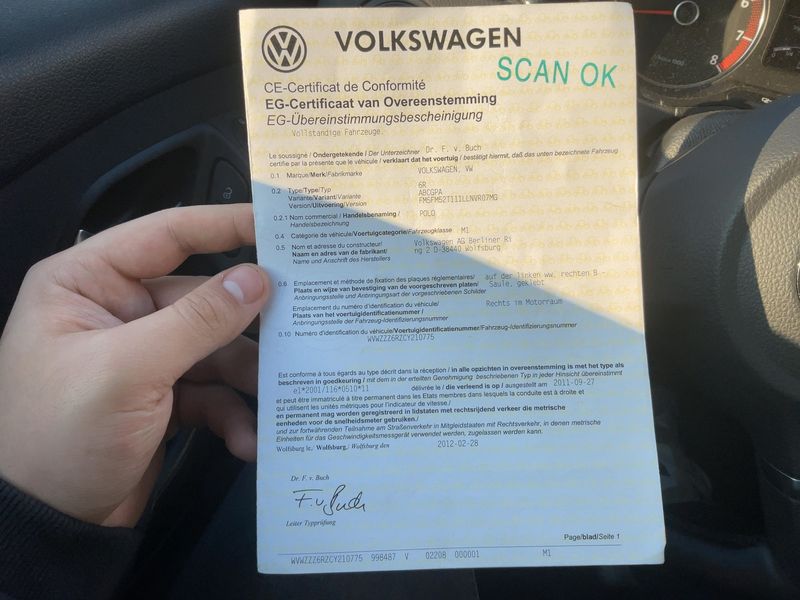 VOLKSWAGEN
SCAN OK
CE-Certificat de Conformité
EG-Certificaat van Overeenstemming
EG-Übereinstimmungsbescheinigung
Vollständige Fahrzeuge.
Le soussigné / Ondergetekende / Der Unterzeichner Dr. F. v. Buch
certifie par la présente que le véhicule / verklaart dat het voertuig / bestätigt hiermit, daß das unten bezeichnete Fahrzeug
0.1 Marque/Merk/Fabrikmarke VOLKSWAGEN, VW
0.2 Type/Type/Typ 6R
Variante/Variant/Variante ABCGPA
Version/Uitvoering/Version FM5FM52T111LLNVR07MG
0.2.1 Nom commercial / Handelsbenaming / POLO
Handelsbezeichnung
0.4 Catégorie de véhicule/Voertuigcategorie/Fahrzeugklasse M1
0.5 Nom et adresse du constructeur/ Volkswagen AG Berliner Ri
Naam en adres van de fabrikant/ ng 2 D-38440 Wolfsburg
Name und Anschrift des Herstellers
0.6 Emplacement et méthode de fixation des plaques réglementaires/ auf der linken ww. rechten B -
Plaats en wijze van bevestiging van de voorgeschreven platen/ Säule, geklebt
Anbringungsstelle und Anbringungsart der vorgeschriebenen Schilder
Emplacement du numéro d'identification du véhicule/ Rechts im Motorraum
Plaats van het voertuigidentificatienummer /
Anbringungsstelle der Fahrzeug-Identifizierungsnummer
0.10 Numéro d'identification du véhicule/Voertuigidentificatienummer/Fahrzeug-Identifizierungsnummer
WVWZZZ6RZCY210775
Est conforme à tous égards au type décrit dans la réception / in alle opzichten in overeenstemming is met het type als
beschreven in goedkeuring / mit dem in der erteilten Genehmigung beschriebenen Typ in jeder Hinsicht übereinstimmt
e1*2001/116*0510*11 délivrée le / die verleend is op / ausgestellt am 2011-09-27
et peut être immatriculé à titre permanent dans les Etats membres dans lesquels la conduite est à droite et
qui utilisent les unités métriques pour l'indicateur de vitesse./
en permanent mag worden geregistreerd in lidstaten met rechtsrijdend verkeer die metrische
eenheden voor de snelheidsmeter gebruiken./
und zur fortwährenden Teilnahme am Straßenverkehr in Mitgliedstaaten mit Rechtsverkehr, in denen metrische
Einheiten für das Geschwindigkeitsmessgerät verwendet werden, zugelassen werden kann.
Wolfsburg le./ Wolfsburg./ Wolfsburg den 2012-02-28
Dr. F. v. Buch
F. v. Buch
Leiter Typprüfung
Page/blad/Seite 1
WVWZZZ6RZCY210775 998487 V 02208 000001 M1
6
7
8